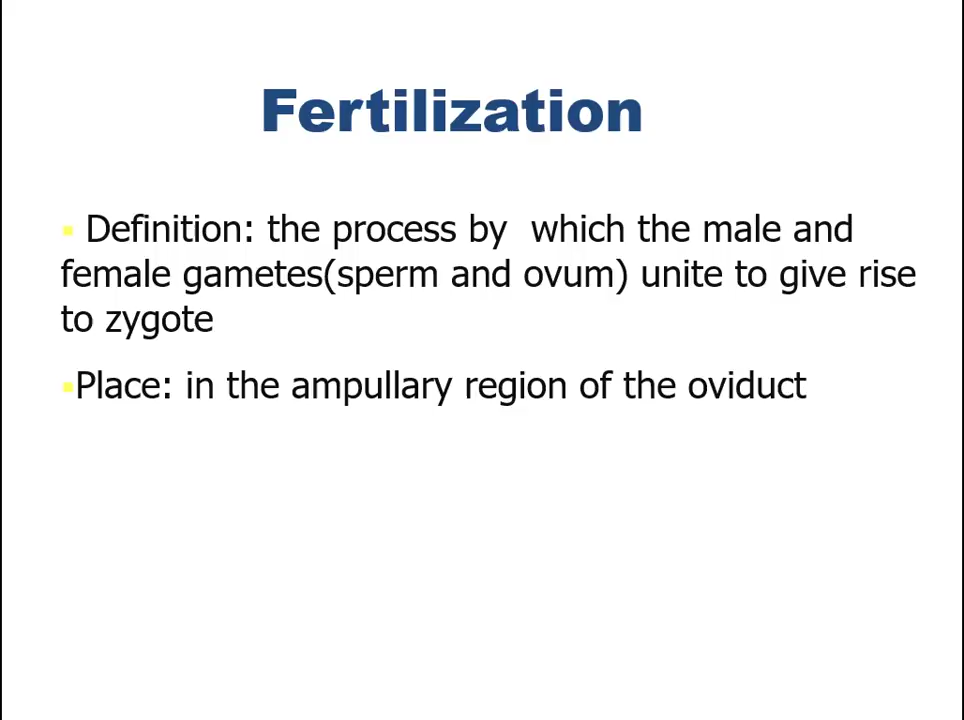 Fertilization
▪ Definition: the process by  which the male and
female gametes(sperm and ovum) unite to give rise
to zygote
▪Place: in the ampullary region of the oviduct